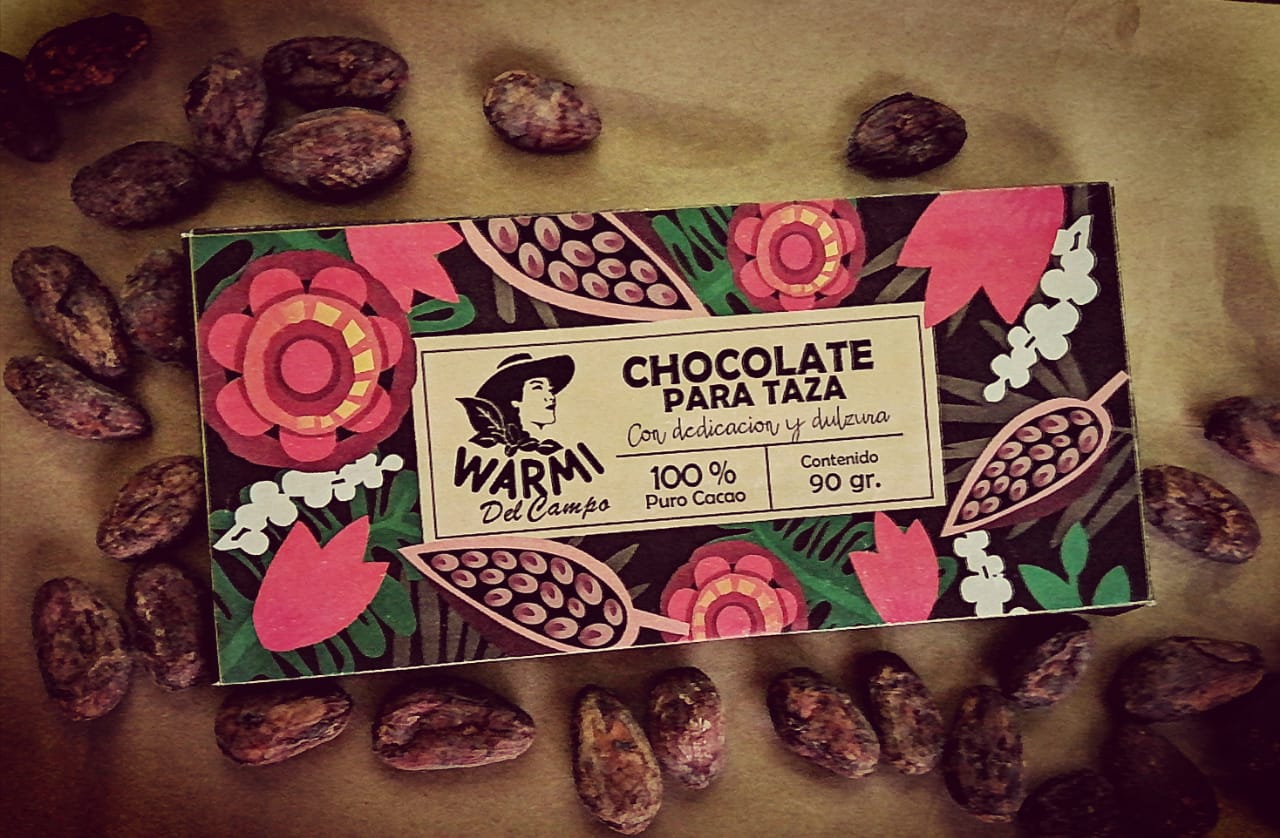 WARMI
Del Campo
CHOCOLATE
PARA TAZA
Con dedicacion y dulzura
100 %
Puro Cacao
Contenido
90 gr.